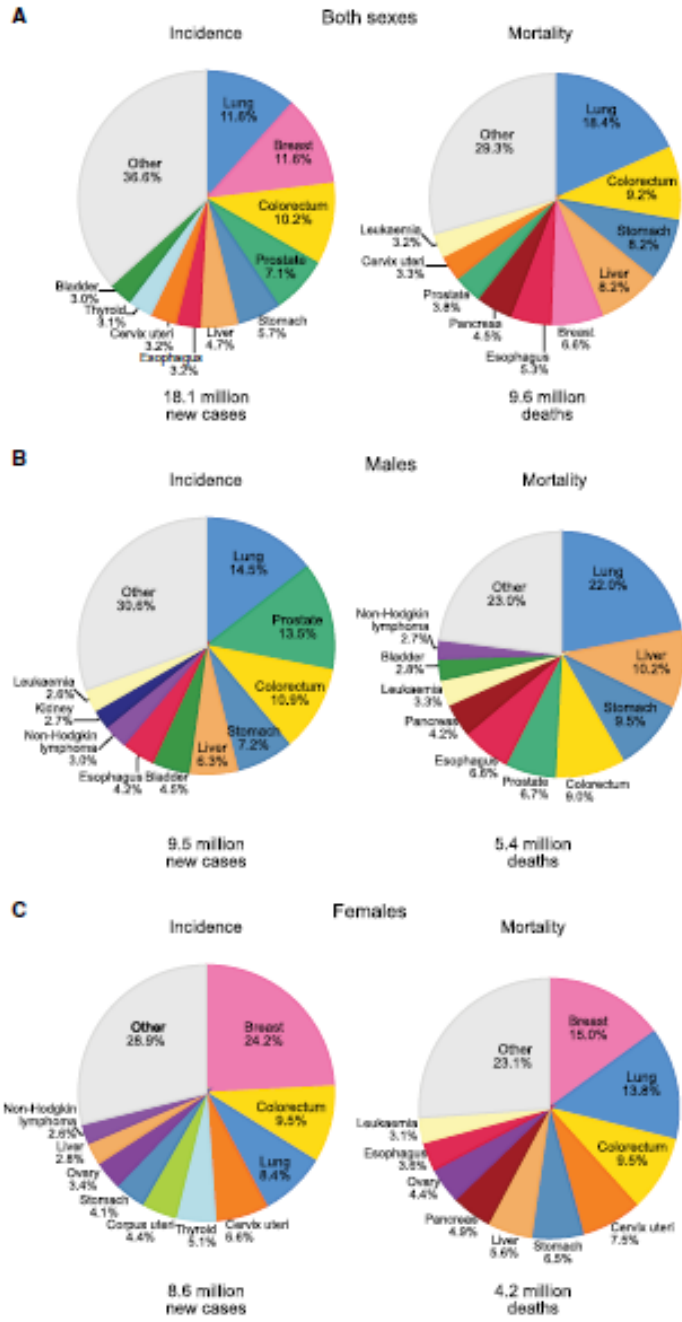 A
Both sexes
Incidence
Lung
11.6%
Breast
11.6%
Colorectum
10.2%
Prostate
7.1%
Stomach
5.7%
Liver
4.7%
Esophagus
3.2%
Cervix uteri
3.2%
Thyroid
3.1%
Bladder
3.0%
Other
36.6%
18.1 million
new cases
Mortality
Lung
18.4%
Colorectum
9.2%
Stomach
8.2%
Liver
8.2%
Breast
6.6%
Esophagus
5.3%
Pancreas
4.5%
Prostate
3.8%
Cervix uteri
3.3%
Leukaemia
3.2%
Other
29.3%
9.6 million
deaths
B
Males
Incidence
Lung
14.5%
Prostate
13.5%
Colorectum
10.9%
Stomach
7.2%
Liver
6.3%
Bladder
4.5%
Esophagus
4.2%
Non-Hodgkin
lymphoma
3.0%
Kidney
2.7%
Leukaemia
2.6%
Other
30.6%
9.5 million
new cases
Mortality
Lung
22.0%
Liver
10.2%
Stomach
9.5%
Colorectum
9.0%
Prostate
6.7%
Esophagus
6.6%
Pancreas
4.2%
Leukaemia
3.3%
Bladder
2.8%
Non-Hodgkin
lymphoma
2.7%
Other
23.0%
5.4 million
deaths
C
Females
Incidence
Breast
24.2%
Colorectum
9.5%
Lung
8.4%
Cervix uteri
6.6%
Thyroid
5.1%
Corpus uteri
4.4%
Stomach
4.1%
Ovary
3.4%
Liver
2.8%
Non-Hodgkin
lymphoma
2.6%
Other
28.9%
8.6 million
new cases
Mortality
Breast
15.0%
Lung
13.8%
Colorectum
9.5%
Cervix uteri
7.5%
Stomach
6.5%
Liver
5.6%
Pancreas
4.9%
Ovary
4.4%
Esophagus
3.6%
Leukaemia
3.1%
Other
23.1%
4.2 million
deaths